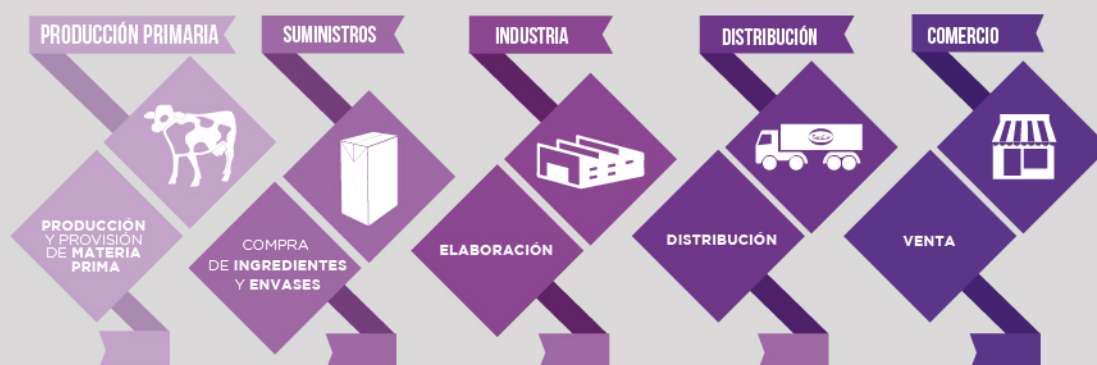 PRODUCCIÓN PRIMARIA
SUMINISTROS
INDUSTRIA
DISTRIBUCIÓN
COMERCIO
PRODUCCIÓN
Y PROVISIÓN
DE MATERIA
PRIMA
COMPRA
DE INGREDIENTES
Y ENVASES
ELABORACIÓN
DISTRIBUCIÓN
VENTA